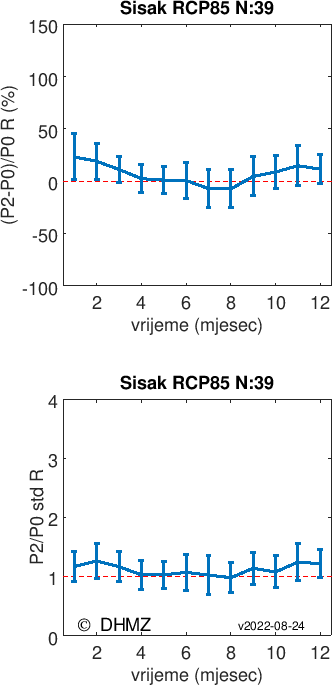 Sisak RCP85 N:39
150
100
50
0
-50
-100
(P2-P0)/P0 R (%)
2 4 6 8 10 12
vrijeme (mjesec)
Sisak RCP85 N:39
4
3
2
1
0
P2/P0 std R
© DHMZ
v2022-08-24
2 4 6 8 10 12
vrijeme (mjesec)